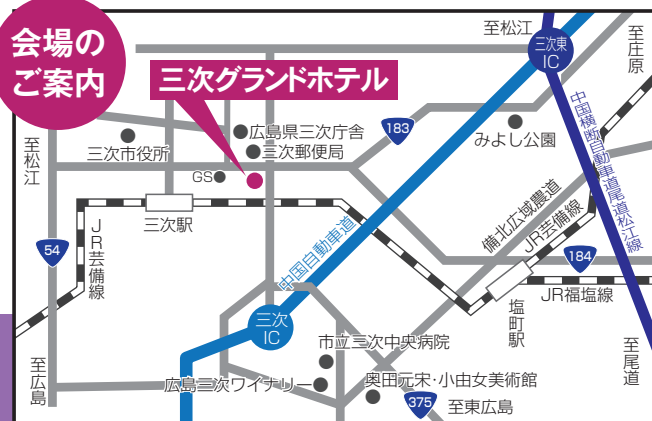 会場の
ご案内
三次グランドホテル
至松江
三次東
IC
至庄原
183
広島県三次庁舎
三次郵便局
三次市役所
GS
みよし公園
至松江
中国横断自動車道尾道松江線
三次駅
備北広域農道
JR芸備線
54
JR芸備線
中国自動車道
184
JR福塩線
塩町駅
三次
IC
市立三次中央病院
至広島
広島三次ワイナリー
奥田元宋・小由女美術館
375
至東広島
至尾道